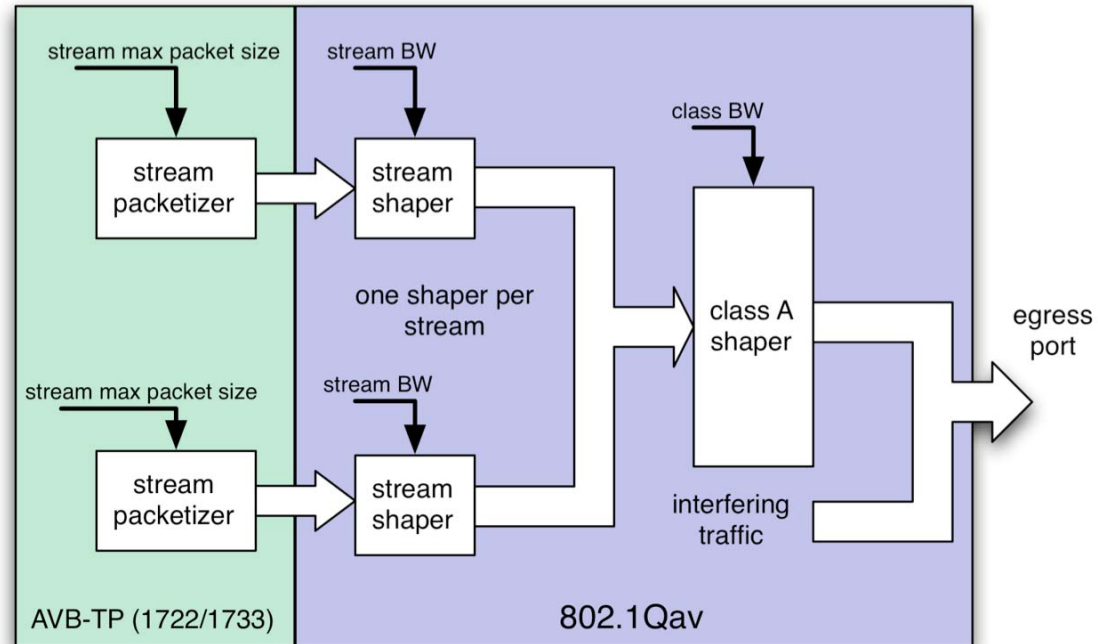 stream max packet size
stream BW
class BW
stream
packetizer
stream
shaper
one shaper per
stream
class A
shaper
egress
port
stream max packet size
stream BW
stream
packetizer
stream
shaper
interfering
traffic
AVB-TP (1722/1733)
802.1Qav